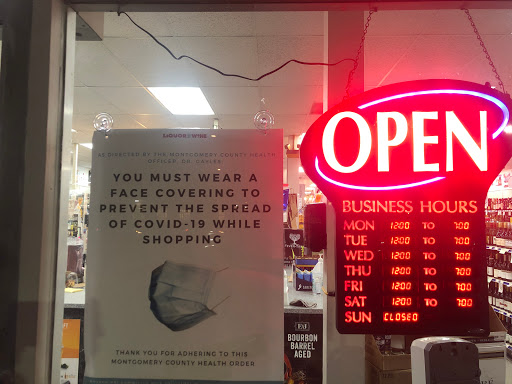 LIQUOR & WINE
AS DIRECTED BY THE MONTGOMERY COUNTY HEALTH
OFFICER, DR. GAYLES
YOU MUST WEAR A
FACE COVERING TO
PREVENT THE SPREAD
OF COVID-19 WHILE
SHOPPING
THANK YOU FOR ADHERING TO THIS
MONTGOMERY COUNTY HEALTH ORDER
OPEN
BUSINESS HOURS
MON 12:00 TO 7:00
TUE 12:00 TO 7:00
WED 12:00 TO 7:00
THU 12:00 TO 7:00
FRI 12:00 TO 7:00
SAT 12:00 TO 7:00
SUN CLOSED
BOURBON
BARREL
AGED